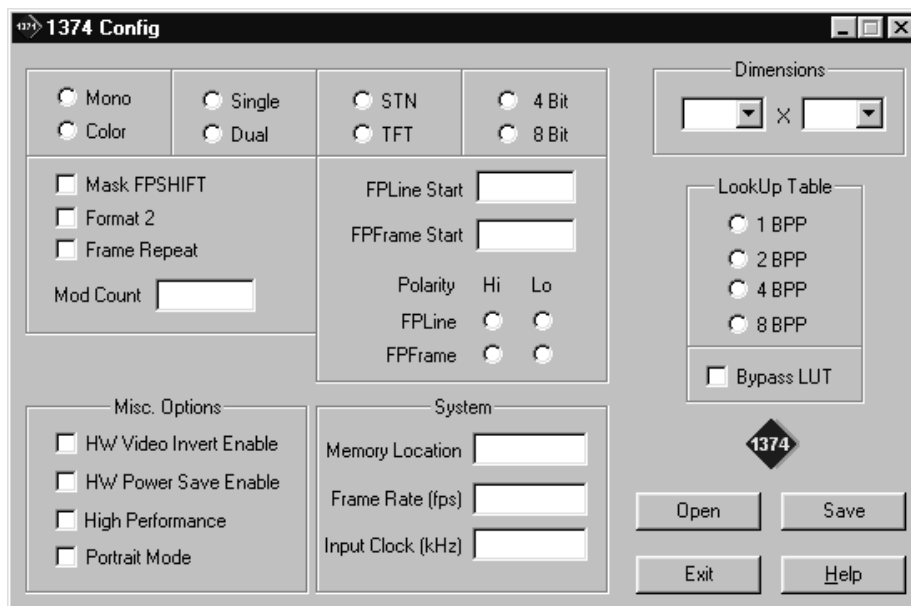 1374 1374 Config
Mono
Color
Single
Dual
STN
TFT
4 Bit
8 Bit
Mask FPSHIFT
Format 2
Frame Repeat
Mod Count
FPLine Start
FPFrame Start
Polarity Hi Lo
FPLine
FPFrame
Dimensions
X
LookUp Table
1 BPP
2 BPP
4 BPP
8 BPP
Bypass LUT
Misc. Options
HW Video Invert Enable
HW Power Save Enable
High Performance
Portrait Mode
System
Memory Location
Frame Rate (fps)
Input Clock (kHz)
1374
Open Save
Exit Help